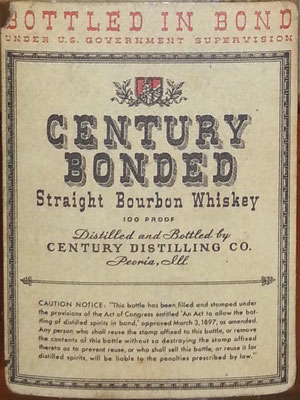 BOTTLED IN BOND
UNDER U.S. GOVERNMENT SUPERVISION
CENTURY
BONDED
Straight Bourbon Whiskey
100 PROOF
Distilled and Bottled by
CENTURY DISTILLING CO.
Peoria, Ill
CAUTION NOTICE: "This bottle has been filled and stamped under
the provisions of the Act of Congress entitled 'An Act to allow the bot-
tling of distilled spirits in bond,' approved March 3, 1897, as amended.
Any person who shall reuse the stamp affixed to this bottle, or remove
the contents of this bottle without so destroying the stamp affixed
thereto as to prevent reuse, or who shall sell this bottle, or reuse it for
distilled spirits, will be liable to the penalties prescribed by law."